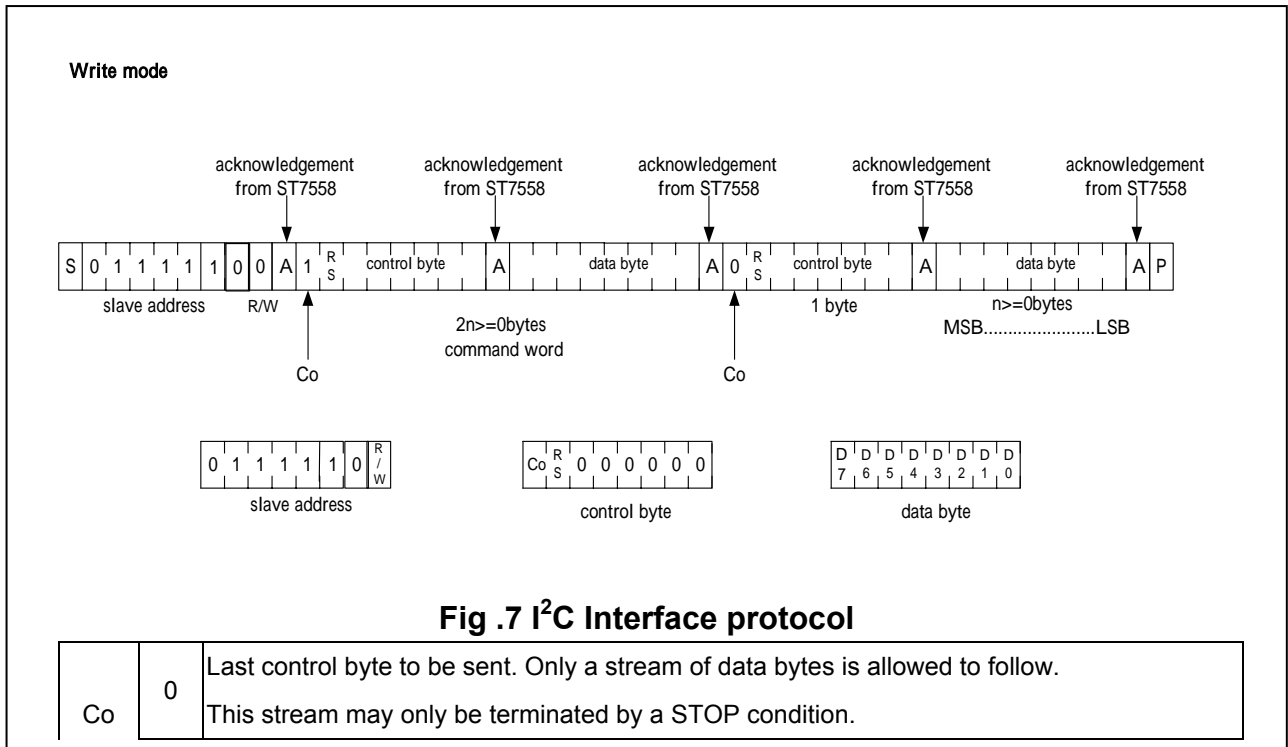 Write mode
acknowledgement from ST7558
acknowledgement from ST7558
acknowledgement from ST7558
acknowledgement from ST7558
acknowledgement from ST7558
S 0 1 1 1 1 1 0 0 A 1 RS control byte A data byte A 0 RS control byte A data byte A P
slave address R/W 1 byte n>=0bytes
2n>=0bytes MSB.......................LSB
command word
Co Co
0 1 1 1 1 1 0 R/W
slave address
Co RS 0 0 0 0 0 0
control byte
D7 D6 D5 D4 D3 D2 D1 D0
data byte
Fig .7 I²C Interface protocol
Co 0 Last control byte to be sent. Only a stream of data bytes is allowed to follow.
This stream may only be terminated by a STOP condition.